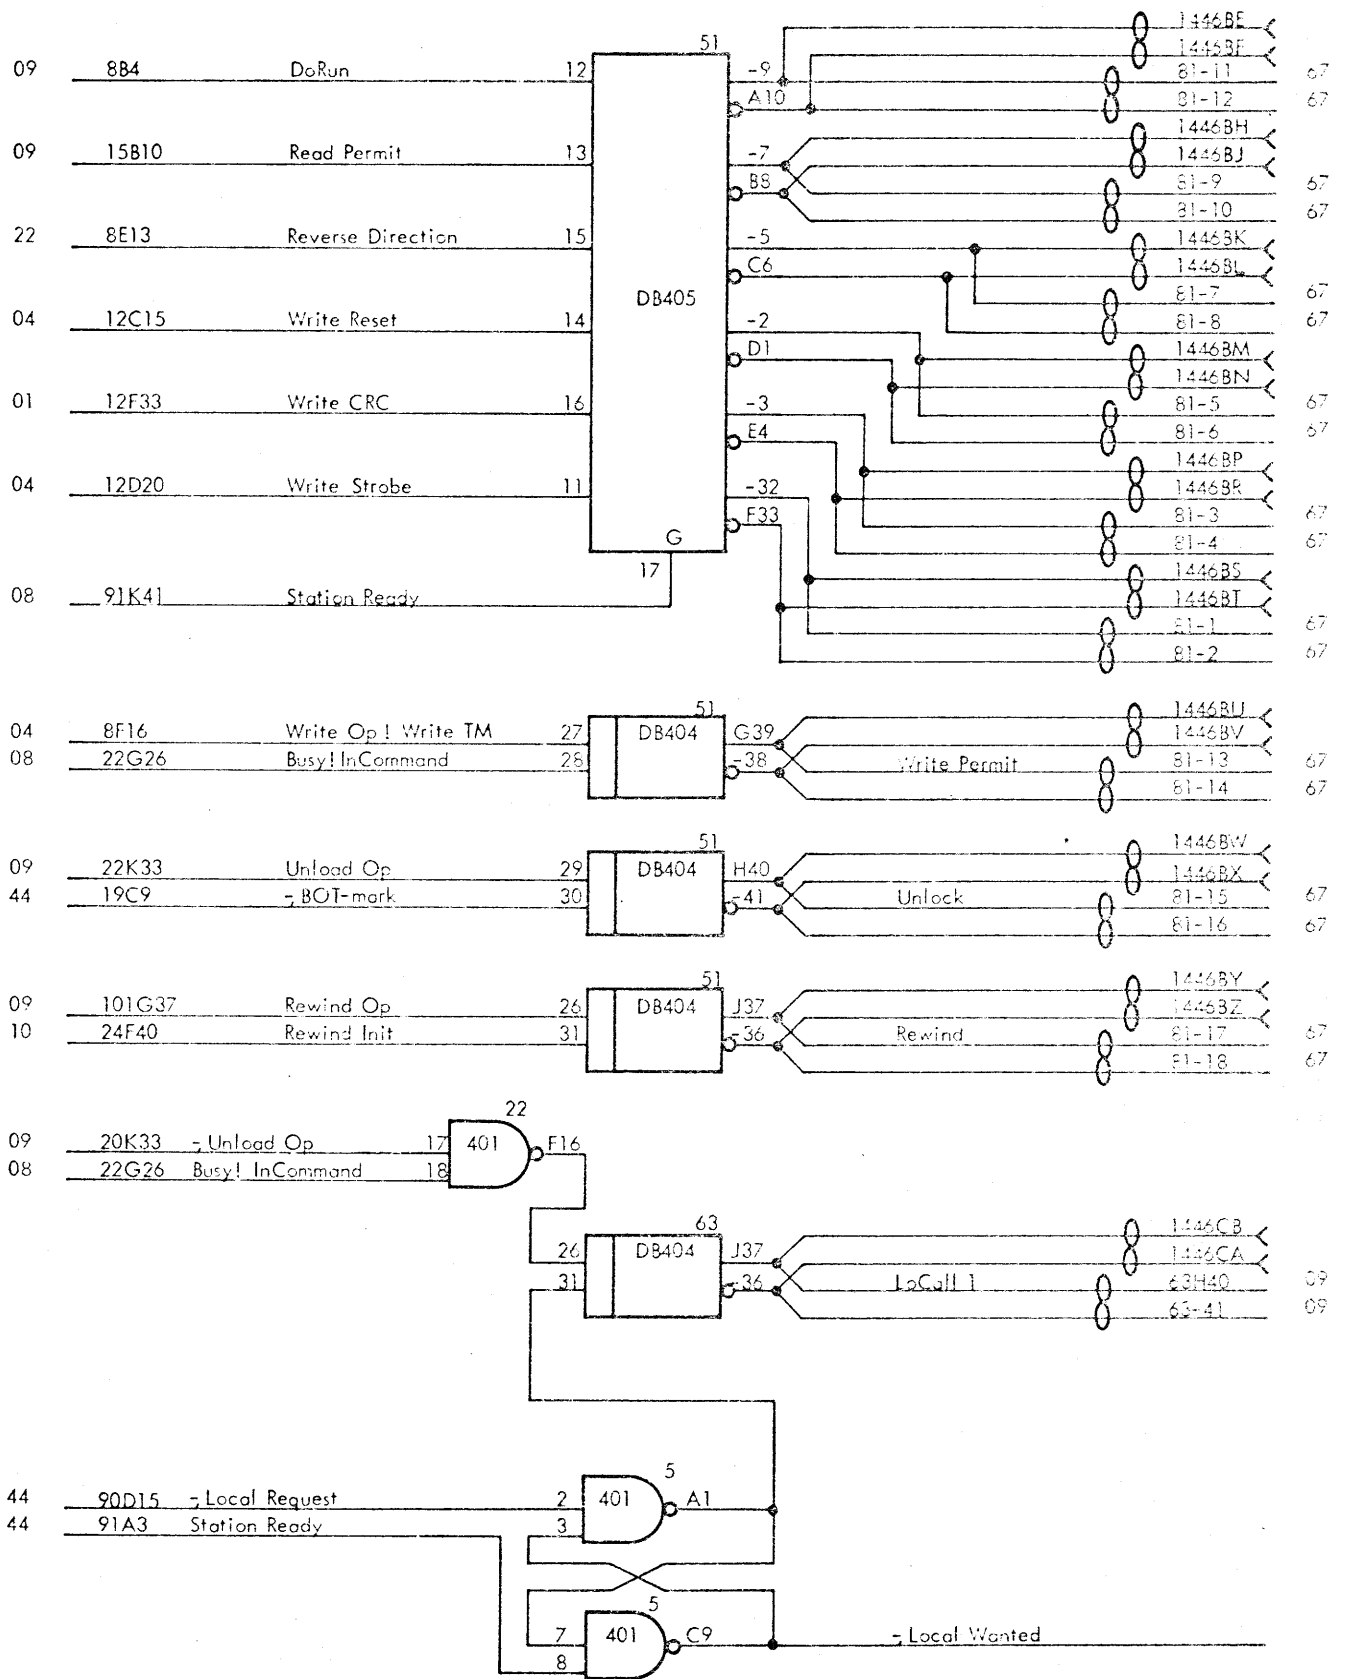 1446BE
51
1446BF
09 8B4 DoRun 12 -9 81-11 67
A10 81-12 67
1446BH
09 15B10 Read Permit 13 -7 1446BJ
B8 81-9 67
81-10 67
22 8E13 Reverse Direction 15 -5 1446BK
C6 1446BL
DB405 81-7 67
04 12C15 Write Reset 14 -2 81-8 67
D1 1446BM
1446BN
01 12F33 Write CRC 16 -3 81-5 67
E4 81-6 67
1446BP
04 12D20 Write Strobe 11 -32 1446BR
F33 81-3 67
G 81-4 67
17 1446BS
08 91K41 Station Ready 1446BT
81-1 67
81-2 67
51 1446BU
04 8F16 Write Op ! Write TM 27 DB404 G39 1446BV
08 22G26 Busy! InCommand 28 -38 Write Permit 81-13 67
81-14 67
51 1446BW
09 22K33 Unload Op 29 DB404 H40 1446BX
44 19C9 -,BOT-mark 30 -41 Unlock 81-15 67
81-16 67
51 1446BY
09 101G37 Rewind Op 26 DB404 J37 1446BZ
10 24F40 Rewind Init 31 -36 Rewind 81-17 67
81-18 67
22
09 20K33 -,Unload Op 17 401 F16
08 22G26 Busy! InCommand 18
63 1446CB
26 DB404 J37 1446CA
31 -36 LoCall 1 63H40 09
63-41 09
5
44 90D15 -,Local Request 2 401 A1
44 91A3 Station Ready 3
5
7 401 C9 -,Local Wanted
8